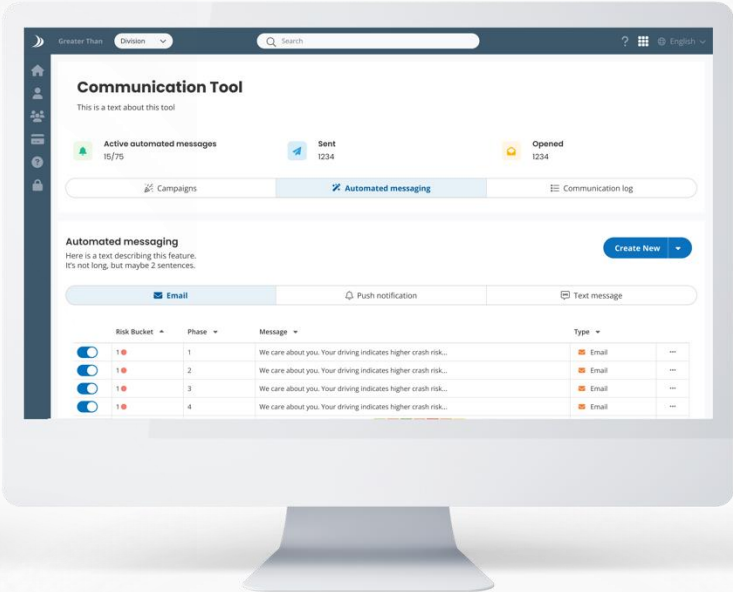 Greater Than
Division
Search
?
English
Communication Tool
This is a text about this tool
Active automated messages
15/75
Sent
1234
Opened
1234
Campaigns
Automated messaging
Communication log
Automated messaging
Here is a text describing this feature.
It's not long, but maybe 2 sentences.
Create New
Email
Push notification
Text message
Risk Bucket Phase Message Type
1 1 We care about you. Your driving indicates higher crash risk... Email ...
1 2 We care about you. Your driving indicates higher crash risk... Email ...
1 3 We care about you. Your driving indicates higher crash risk... Email ...
1 4 We care about you. Your driving indicates higher crash risk... Email ...